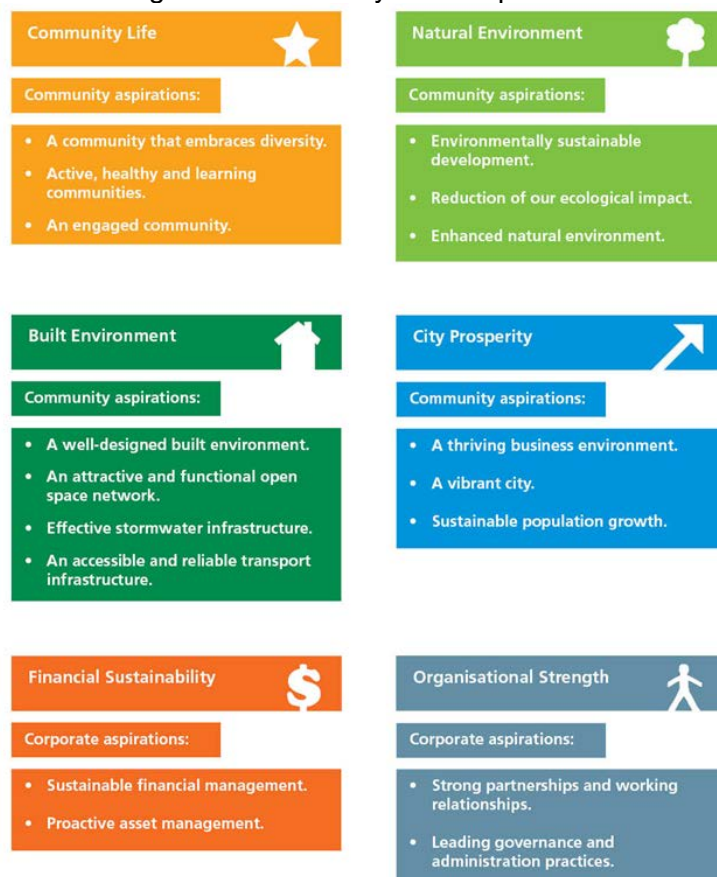 Community Life
Community aspirations:
• A community that embraces diversity.
• Active, healthy and learning
communities.
• An engaged community.
Natural Environment
Community aspirations:
• Environmentally sustainable
development.
• Reduction of our ecological impact.
• Enhanced natural environment.
Built Environment
Community aspirations:
• A well-designed built environment.
• An attractive and functional open
space network.
• Effective stormwater infrastructure.
• An accessible and reliable transport
infrastructure.
City Prosperity
Community aspirations:
• A thriving business environment.
• A vibrant city.
• Sustainable population growth.
Financial Sustainability
$
Corporate aspirations:
• Sustainable financial management.
• Proactive asset management.
Organisational Strength
Corporate aspirations:
• Strong partnerships and working
relationships.
• Leading governance and
administration practices.